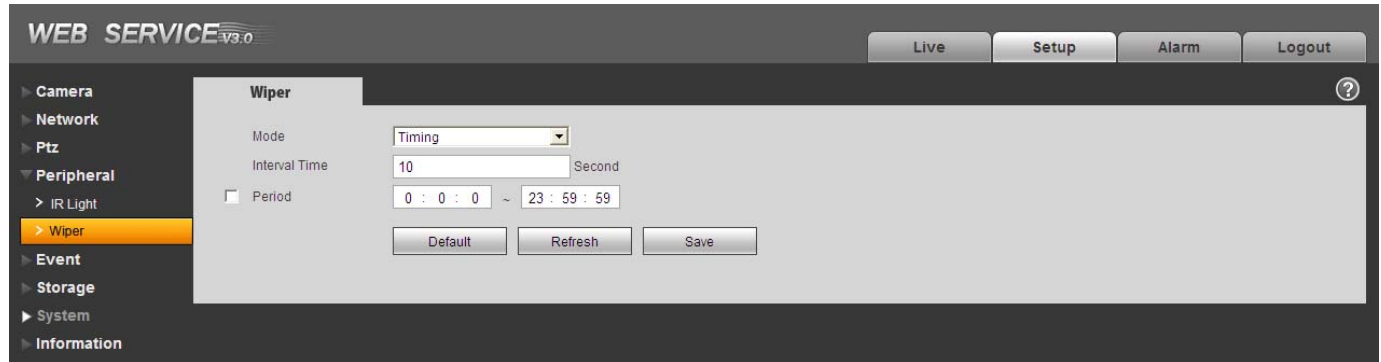 WEB SERVICE V3.0
Live Setup Alarm Logout
Camera
Network
Ptz
Peripheral
> IR Light
> Wiper
Event
Storage
System
Information
Wiper
?
Mode Timing
Interval Time 10 Second
Period 0 : 0 : 0 ~ 23 : 59 : 59
Default Refresh Save